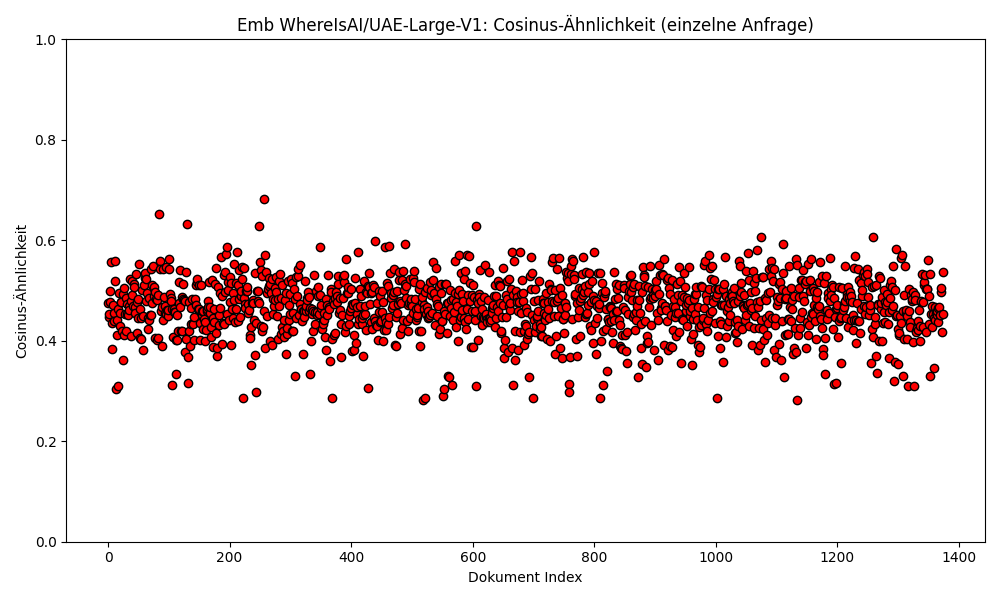 Emb WhereIsAI/UAE-Large-V1: Cosinus-Ähnlichkeit (einzelne Anfrage)
1.0
0.8
0.6
0.4
0.2
0.0
Cosinus-Ähnlichkeit
0 200 400 600 800 1000 1200 1400
Dokument Index